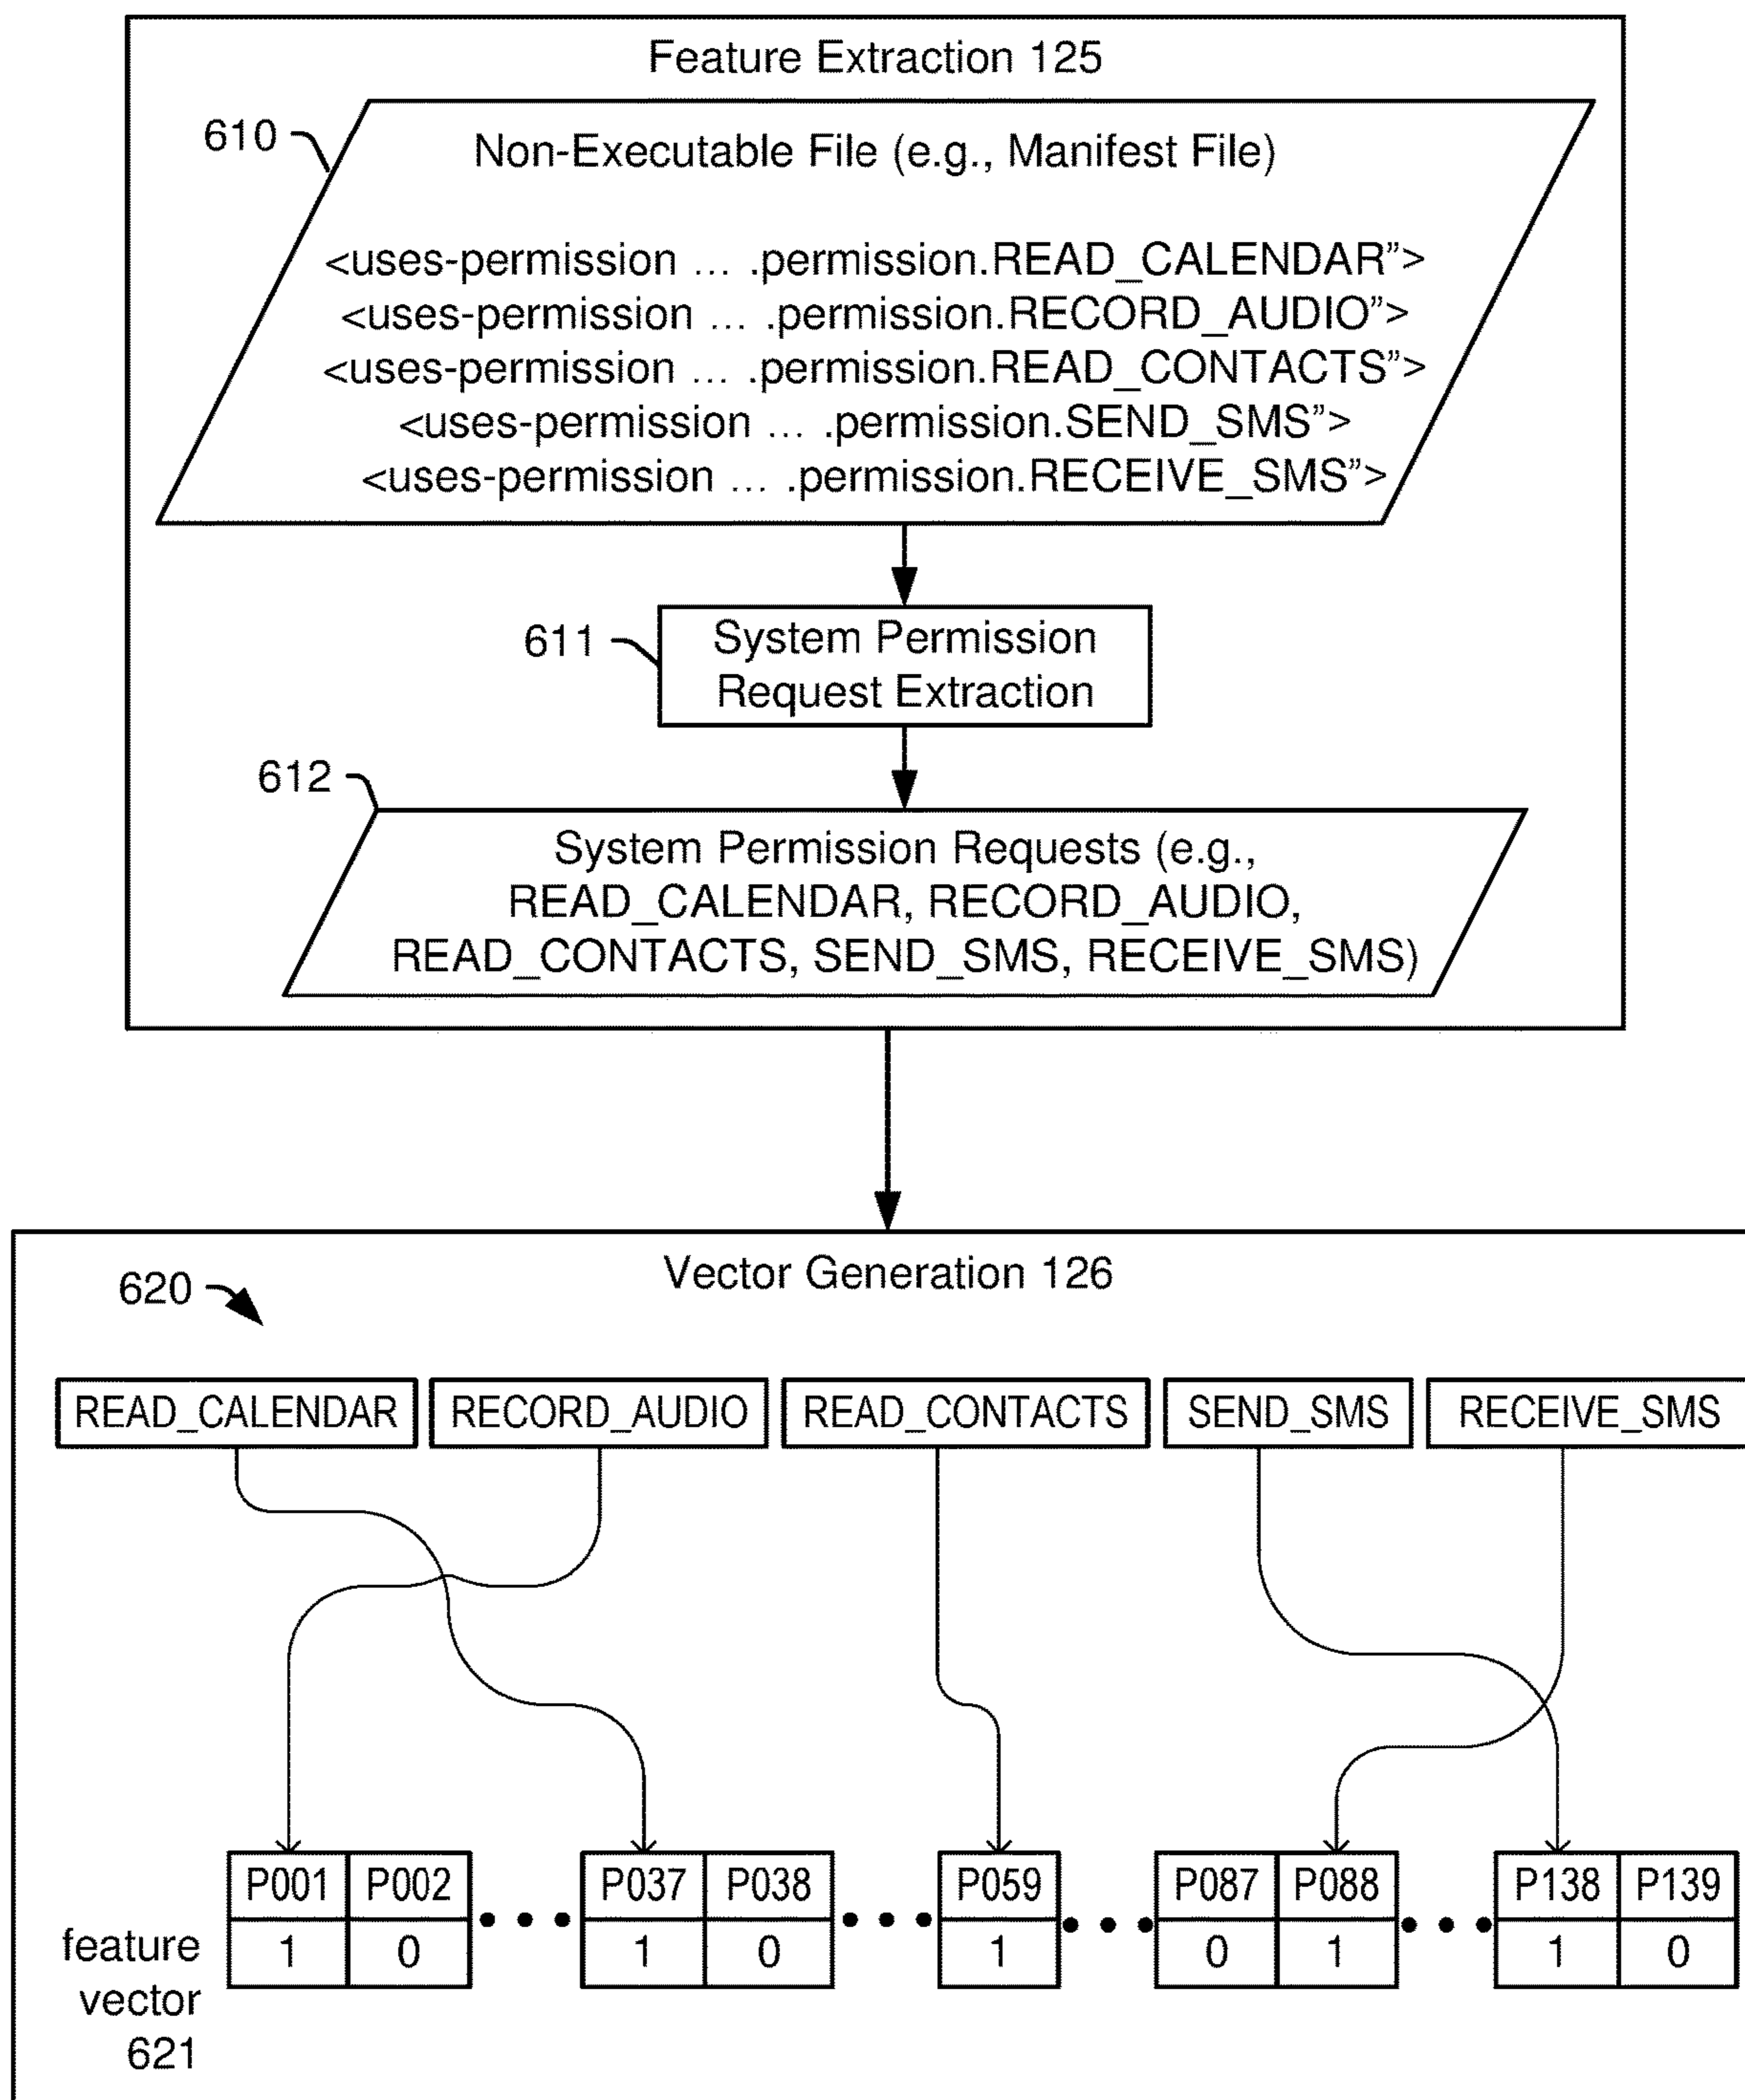 Feature Extraction 125
610
Non-Executable File (e.g., Manifest File)
<uses-permission ... .permission.READ_CALENDAR”>
<uses-permission ... .permission.RECORD_AUDIO”>
<uses-permission ... .permission.READ_CONTACTS”>
<uses-permission ... .permission.SEND_SMS”>
<uses-permission ... .permission.RECEIVE_SMS”>
611
System Permission
Request Extraction
612
System Permission Requests (e.g.,
READ_CALENDAR, RECORD_AUDIO,
READ_CONTACTS, SEND_SMS, RECEIVE_SMS)
Vector Generation 126
620
READ_CALENDAR RECORD_AUDIO READ_CONTACTS SEND_SMS RECEIVE_SMS
P001 P002 P037 P038 P059 P087 P088 P138 P139
1 0 1 0 1 0 1 1 0
feature
vector
621